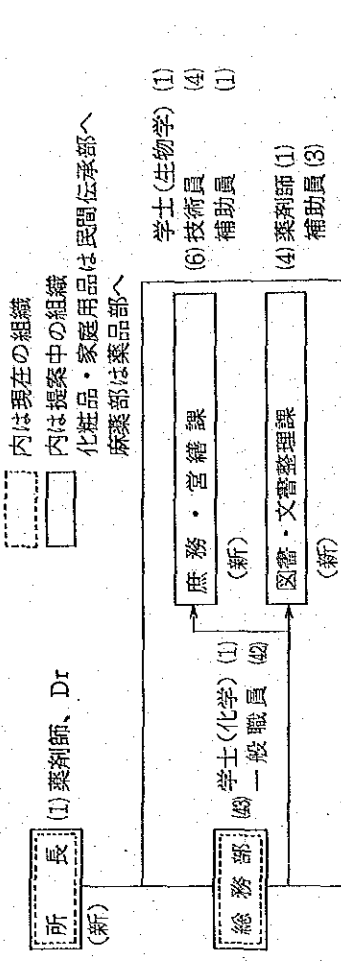 内は現在の組織
内は提案中の組織
化粧品・家庭用品は民間伝承部へ
麻薬部は薬品部へ
所長
(新)
(1) 薬剤師、Dr
総務部
(43) 学士(化学) (1)
一般職員 (42)
庶務・営繕課
(新)
学士(生物学) (1)
(6) 技術員 (4)
補助員 (1)
図書・文書整理課
(新)
(4) 薬剤師 (1)
補助員 (3)